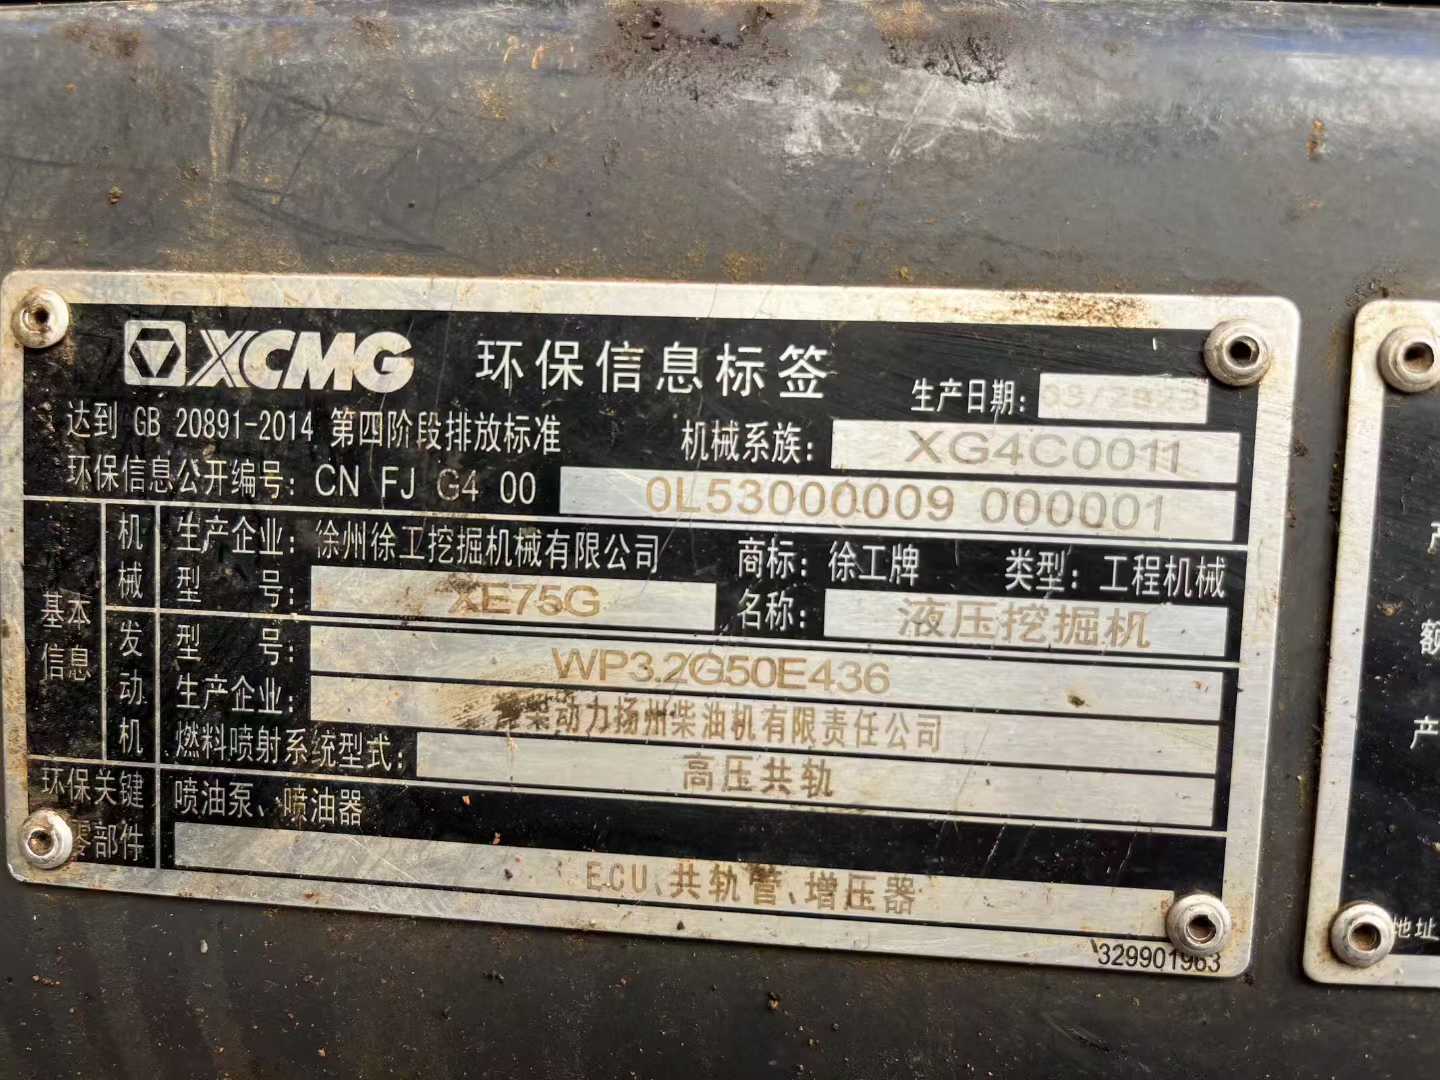 XCMG 环保信息标签
生产日期:
达到 GB 20891-2014 第四阶段排放标准
机械系族: XG4C0011
环保信息公开编号: CN FJ G4 00 0L53000009 000001
基本信息
机械
生产企业: 徐州徐工挖掘机械有限公司 商标: 徐工牌 类型: 工程机械
型 号: XE75G 名称: 液压挖掘机
发动机
型 号: WP3.2G50E436
生产企业: 潍柴动力扬州柴油机有限责任公司
燃料喷射系统型式: 高压共轨
环保关键零部件
喷油泵、喷油器
ECU、共轨管、增压器
329901963
额
产
地址